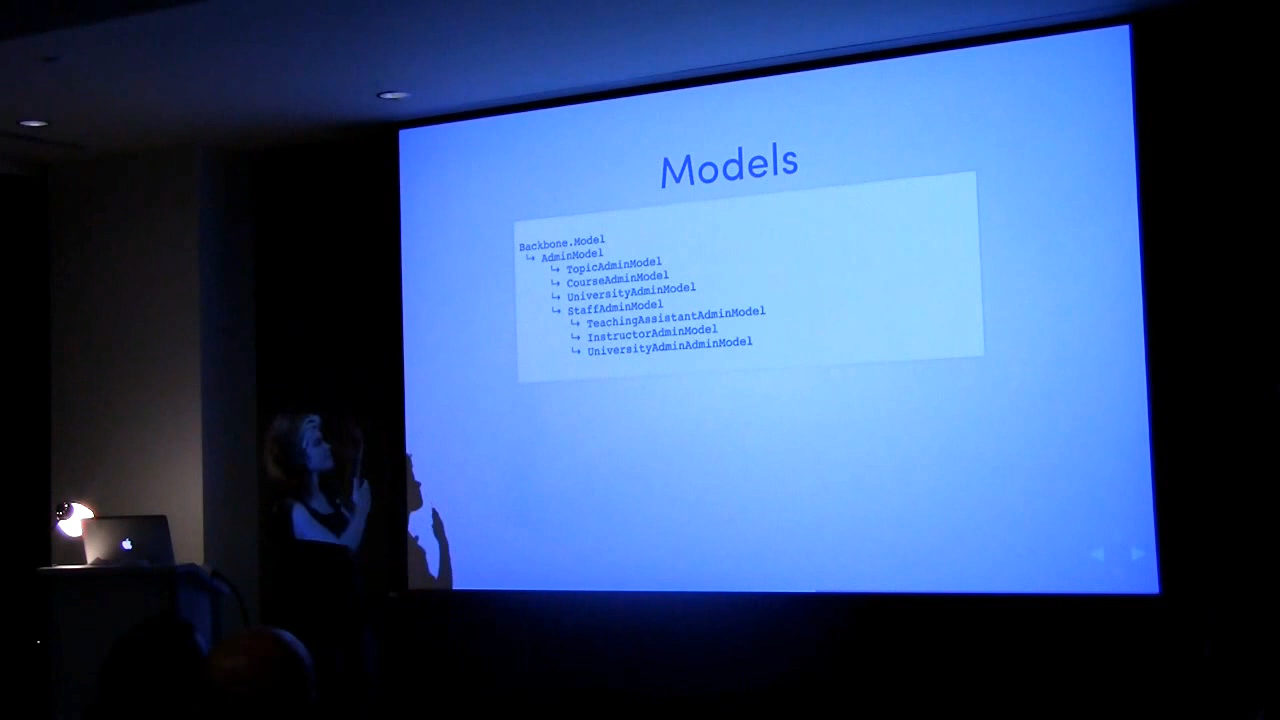 Models
Backbone.Model
↳ AdminModel
↳ TopicAdminModel
↳ CourseAdminModel
↳ UniversityAdminModel
↳ StaffAdminModel
↳ TeachingAssistantAdminModel
↳ InstructorAdminModel
↳ UniversityAdminAdminModel